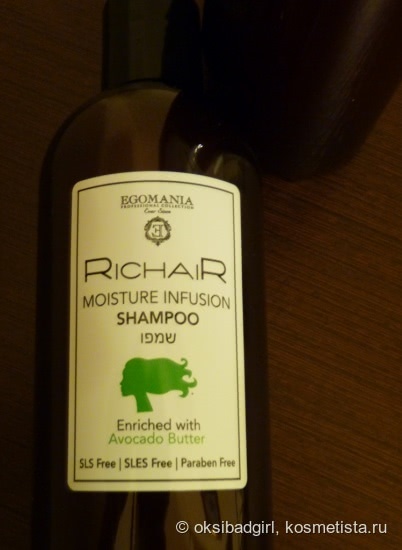 EGOMANIA
PROFESSIONAL COLLECTION
RICHAIR
MOISTURE INFUSION
SHAMPOO
שמפו
Enriched with
Avocado Butter
SLS Free | SLES Free | Paraben Free
© oksibadgirl, kosmetista.ru